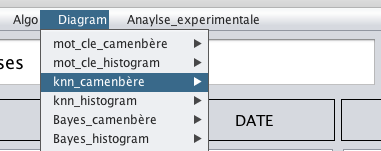 Algo Diagram Anaylse_experimentale
mot_cle_camenbère
ses
mot_cle_histogram
knn_camenbère
knn_histogram
Bayes_camenbère
DATE
Bayes_histogram